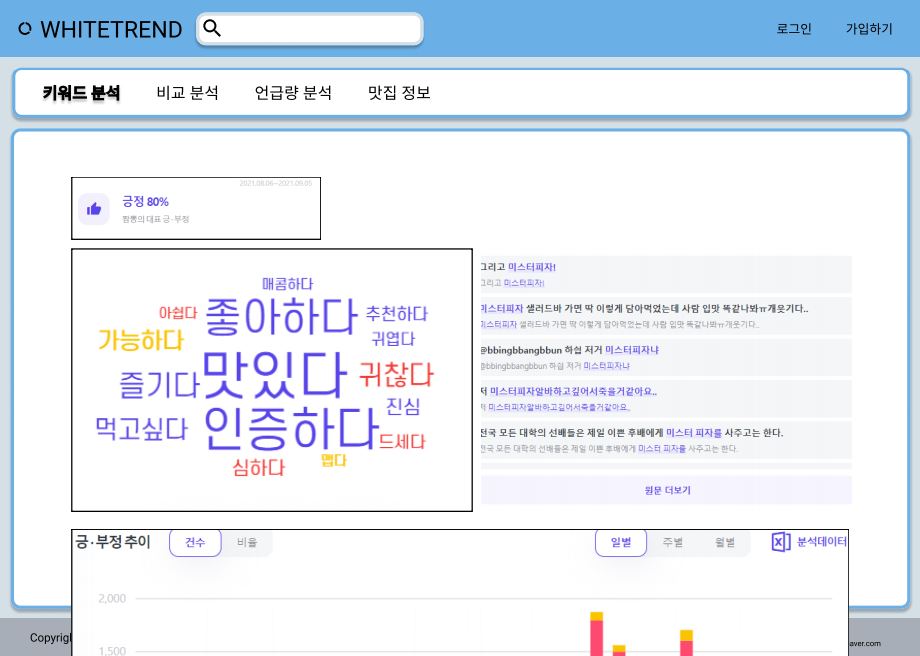 WHITETREND
로그인 가입하기
키워드 분석 비교 분석 언급량 분석 맛집 정보
2021.08.06~2021.09.05
긍정 80%
짬뽕의 대표 긍·부정
매콤하다
아쉽다 좋아하다 추천하다
가능하다 귀엽다
즐기다 맛있다 귀찮다
먹고싶다 인증하다 진심
드세다
심하다 맵다
그리고 미스터피자!
그리고 미스터피자!
미스터피자 샐러드바 가면 딱 이렇게 담아먹었는데 사람 입맛 똑같나봐ㅠ개웃기다..
미스터피자 샐러드바 가면 딱 이렇게 담아먹었는데 사람 입맛 똑같나봐ㅠ개웃기다..
@bbingbbangbbun 하씹 저거 미스터피자냐
@bbingbbangbbun 하씹 저거 미스터피자냐
저 미스터피자알바하고깊어서죽을거같아요..
저 미스터피자알바하고깊어서죽을거같아요..
전국 모든 대학의 선배들은 제일 이쁜 후배에게 미스터 피자를 사주고는 한다.
전국 모든 대학의 선배들은 제일 이쁜 후배에게 미스터 피자를 사주고는 한다.
원문 더보기
긍·부정 추이 건수 비율 일별 주별 월별 분석데이터
2,000
1,500
Copyrig
aver.com